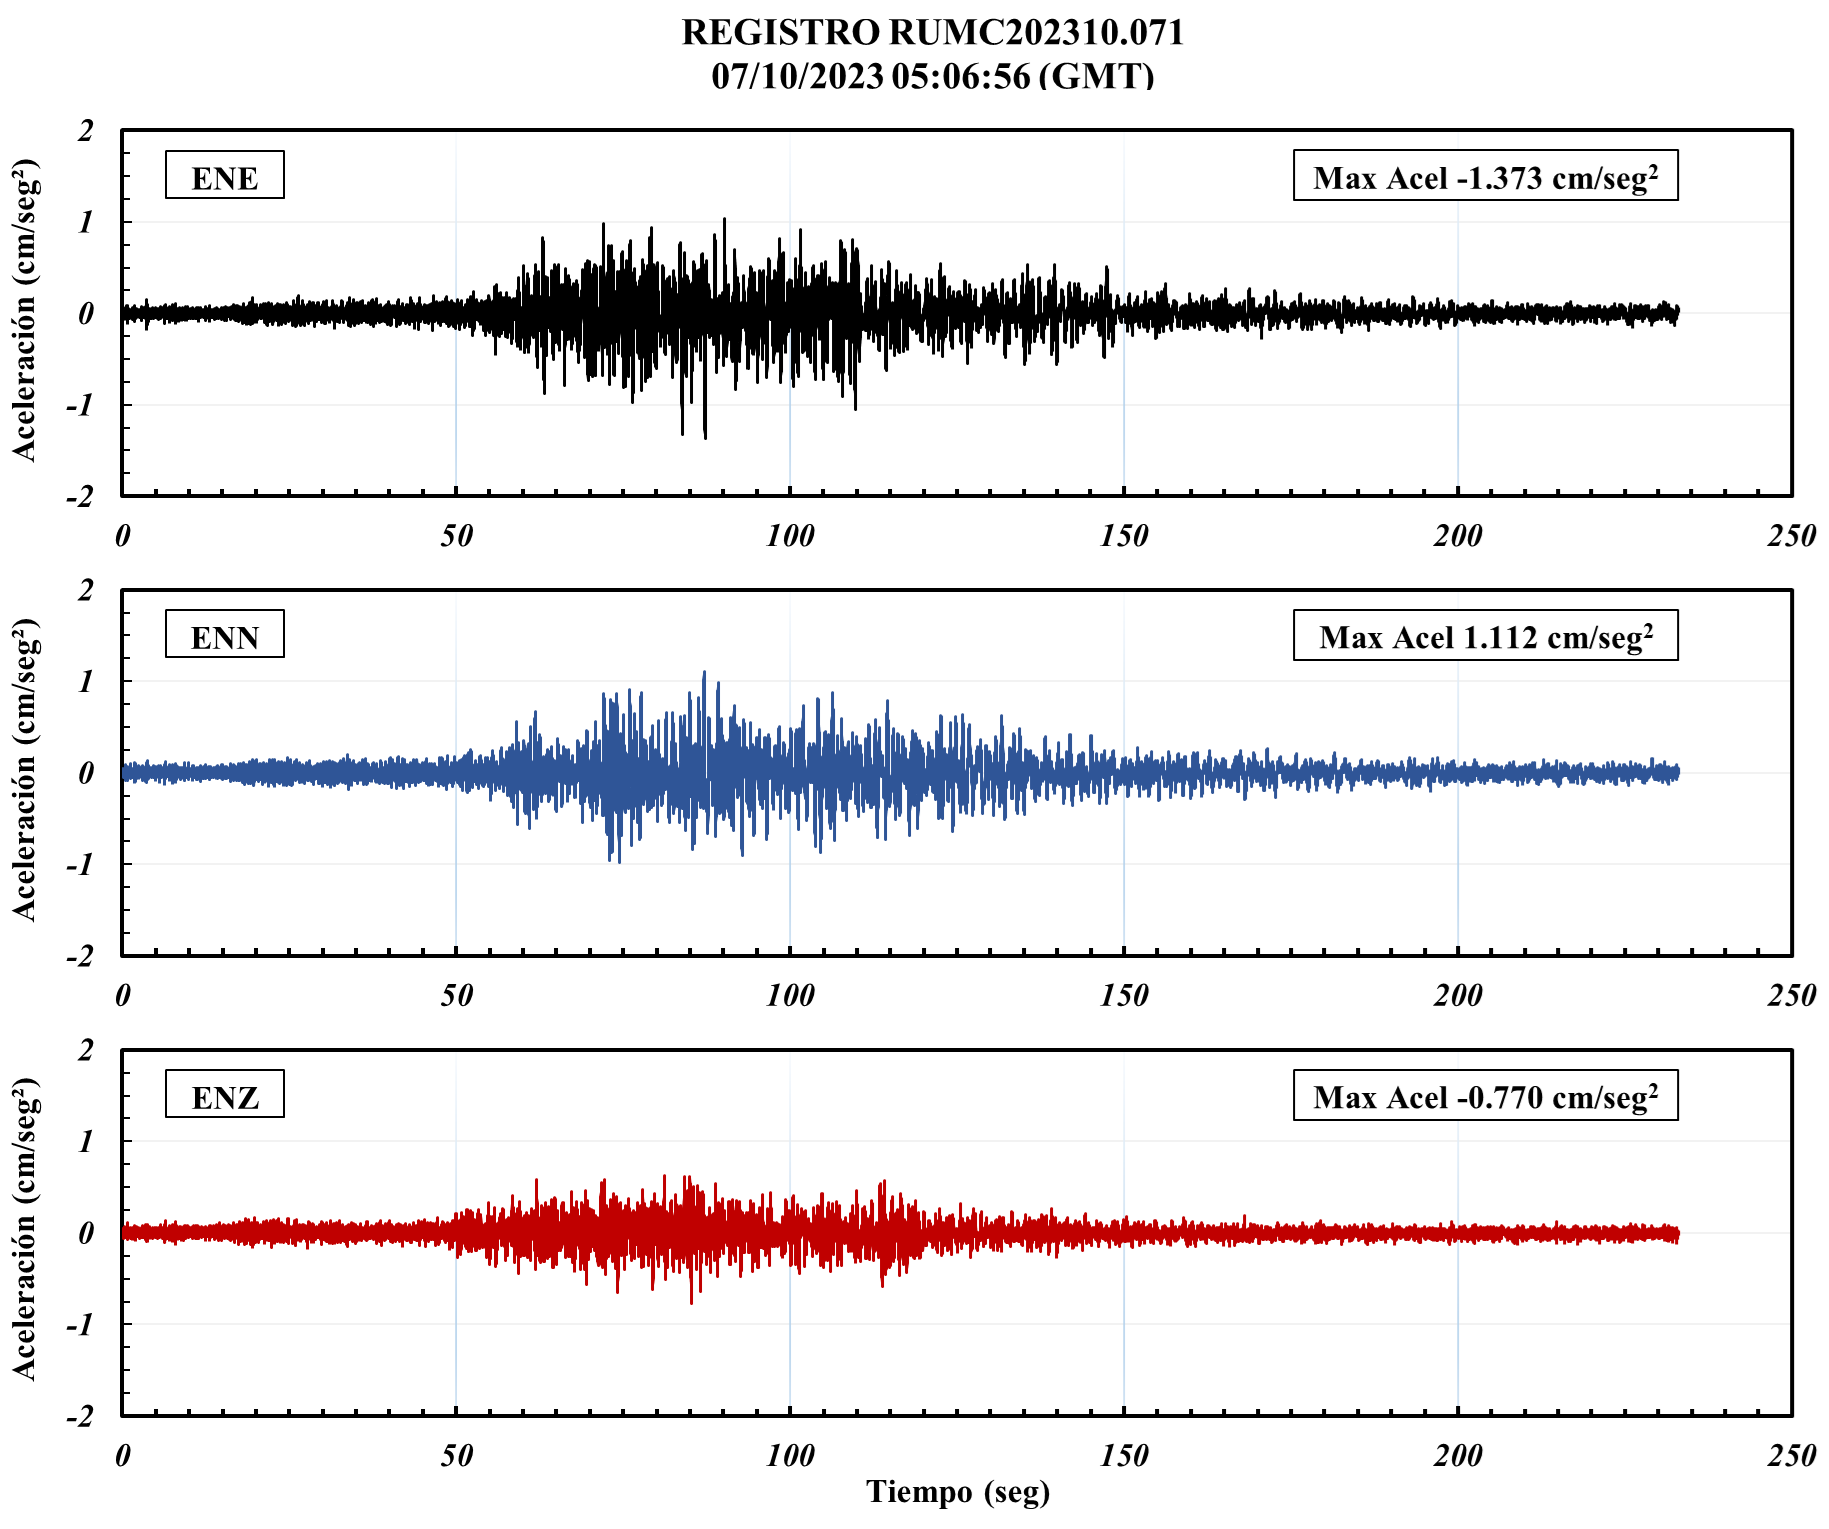 REGISTRO RUMC202310.071
07/10/2023 05:06:56 (GMT)
Aceleración (cm/seg²)
2
1
0
-1
-2
ENE
Max Acel -1.373 cm/seg²
0 50 100 150 200 250
Aceleración (cm/seg²)
2
1
0
-1
-2
ENN
Max Acel 1.112 cm/seg²
0 50 100 150 200 250
Aceleración (cm/seg²)
2
1
0
-1
-2
ENZ
Max Acel -0.770 cm/seg²
0 50 100 150 200 250
Tiempo (seg)